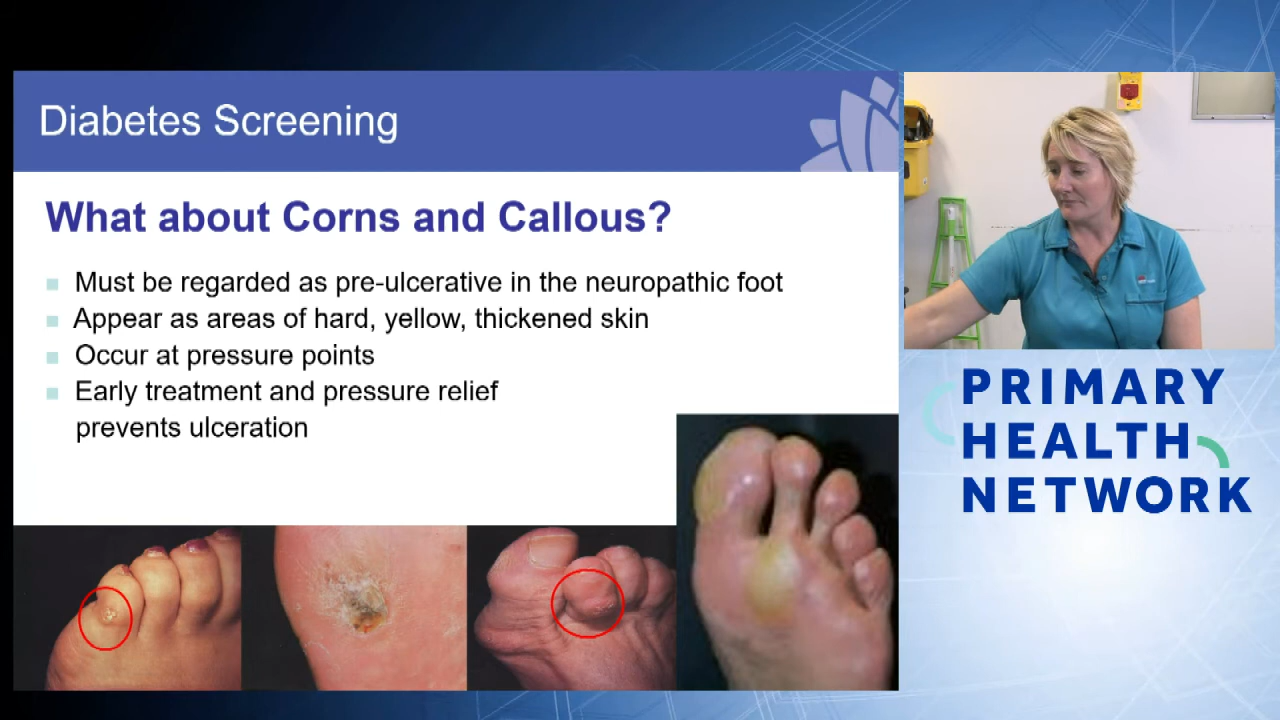 Diabetes Screening
What about Corns and Callous?
Must be regarded as pre-ulcerative in the neuropathic foot
Appear as areas of hard, yellow, thickened skin
Occur at pressure points
Early treatment and pressure relief
prevents ulceration
PRIMARY
HEALTH
NETWORK